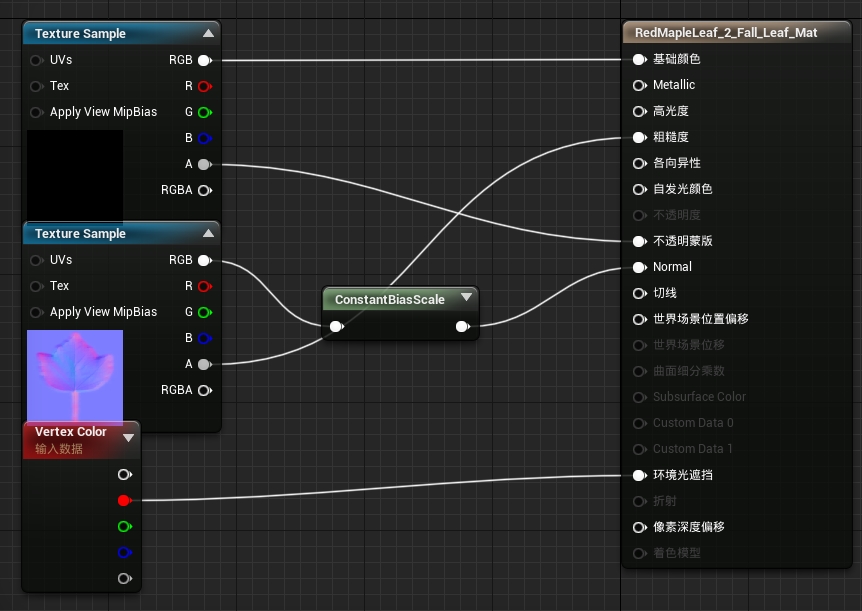 Texture Sample
UVs
RGB
Tex
R
Apply View MipBias
G
B
A
RGBA
Texture Sample
UVs
RGB
Tex
R
Apply View MipBias
G
B
A
RGBA
Vertex Color
输入数据
ConstantBiasScale
RedMapleLeaf_2_Fall_Leaf_Mat
基础颜色
Metallic
高光度
粗糙度
各向异性
自发光颜色
不透明度
不透明蒙版
Normal
切线
世界场景位置偏移
世界场景位移
曲面细分乘数
Subsurface Color
Custom Data 0
Custom Data 1
环境光遮挡
折射
像素深度偏移
着色模型